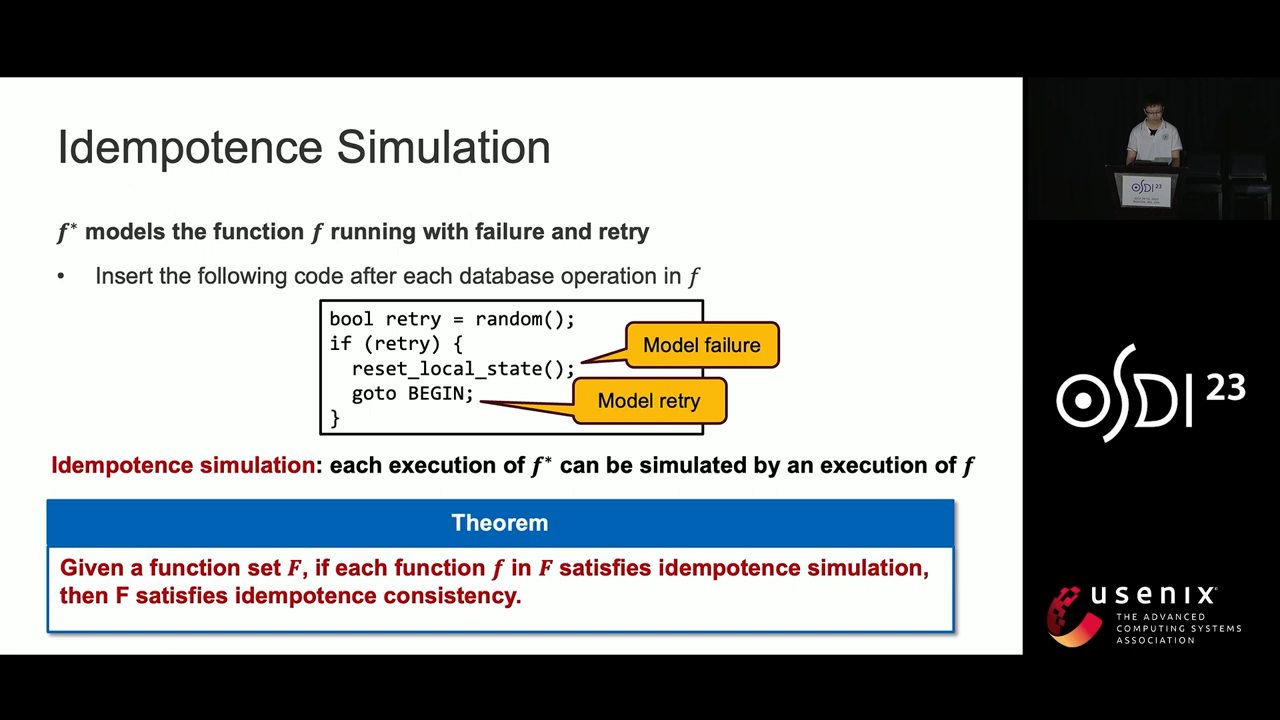 Idempotence Simulation
f* models the function f running with failure and retry
• Insert the following code after each database operation in f
bool retry = random();
if (retry) {
reset_local_state();
goto BEGIN;
}
Model failure
Model retry
Idempotence simulation: each execution of f* can be simulated by an execution of f
Theorem
Given a function set F, if each function f in F satisfies idempotence simulation,
then F satisfies idempotence consistency.
OSDI 23
OSDI 23
usenix
THE ADVANCED
COMPUTING SYSTEMS
ASSOCIATION